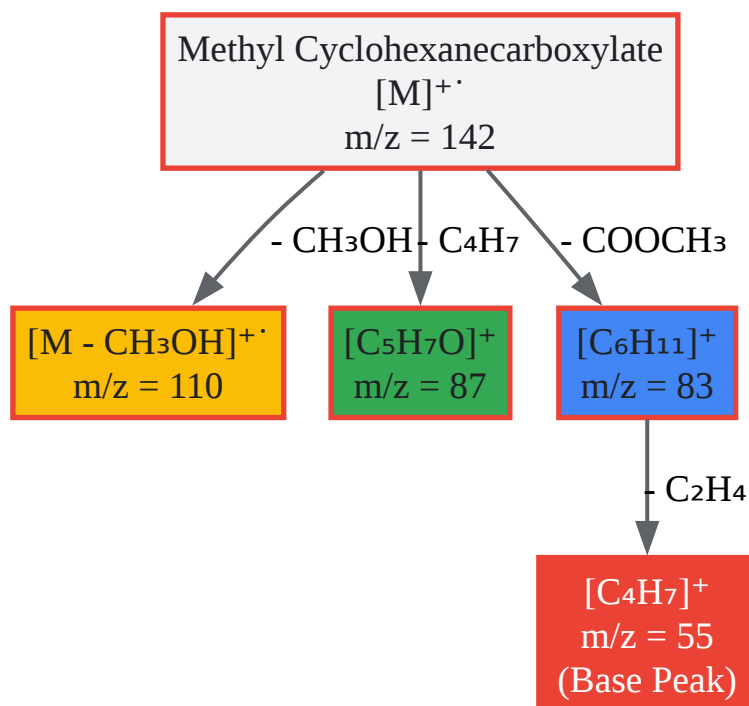 Methyl Cyclohexanecarboxylate
[M]⁺˙
m/z = 142
- CH₃OH
- C₄H₇
- COOCH₃
[M - CH₃OH]⁺˙
m/z = 110
[C₅H₇O]⁺
m/z = 87
[C₆H₁₁]⁺
m/z = 83
- C₂H₄
[C₄H₇]⁺
m/z = 55
(Base Peak)